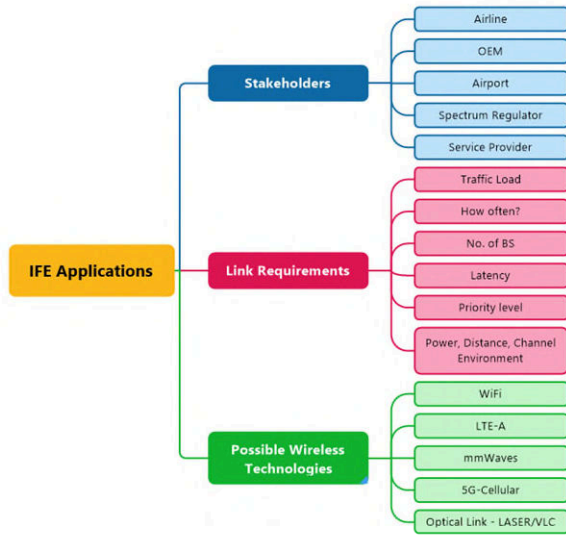 IFE Applications
Stakeholders
Airline
OEM
Airport
Spectrum Regulator
Service Provider
Link Requirements
Traffic Load
How often?
No. of BS
Latency
Priority level
Power, Distance, Channel
Environment
Possible Wireless
Technologies
WiFi
LTE-A
mmWaves
5G-Cellular
Optical Link - LASER/VLC